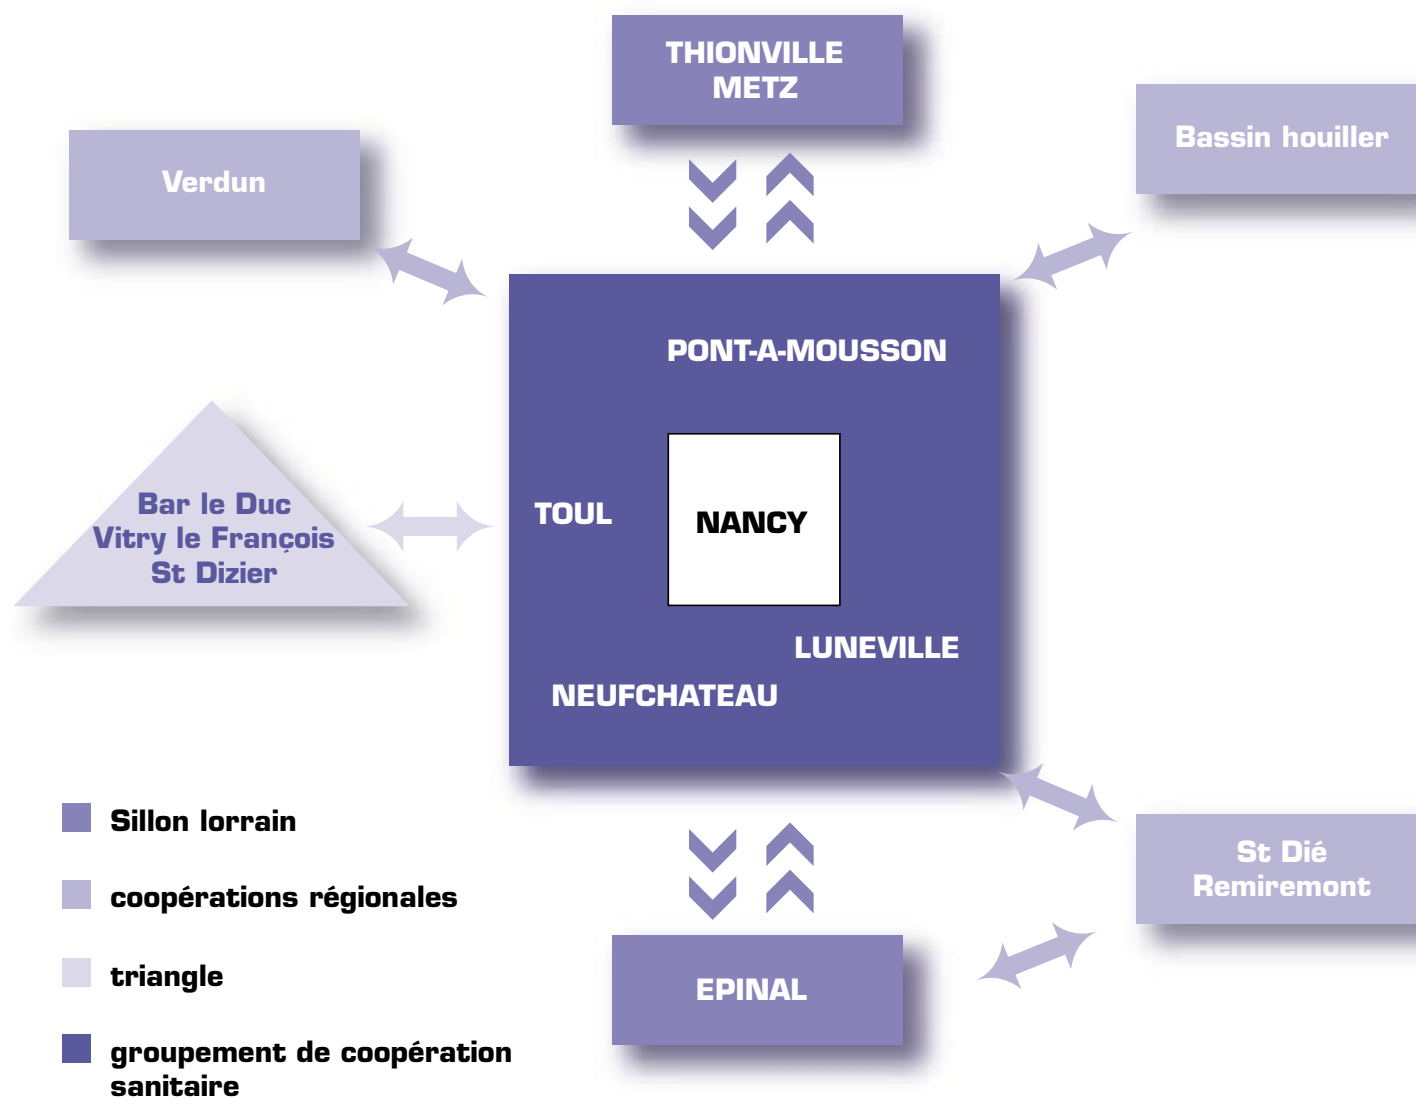 THIONVILLE
METZ
Bassin houiller
Verdun
PONT-A-MOUSSON
Bar le Duc
Vitry le François
St Dizier
TOUL
NANCY
LUNEVILLE
NEUFCHATEAU
Sillon lorrain
coopérations régionales
triangle
groupement de coopération
sanitaire
St Dié
Remiremont
EPINAL